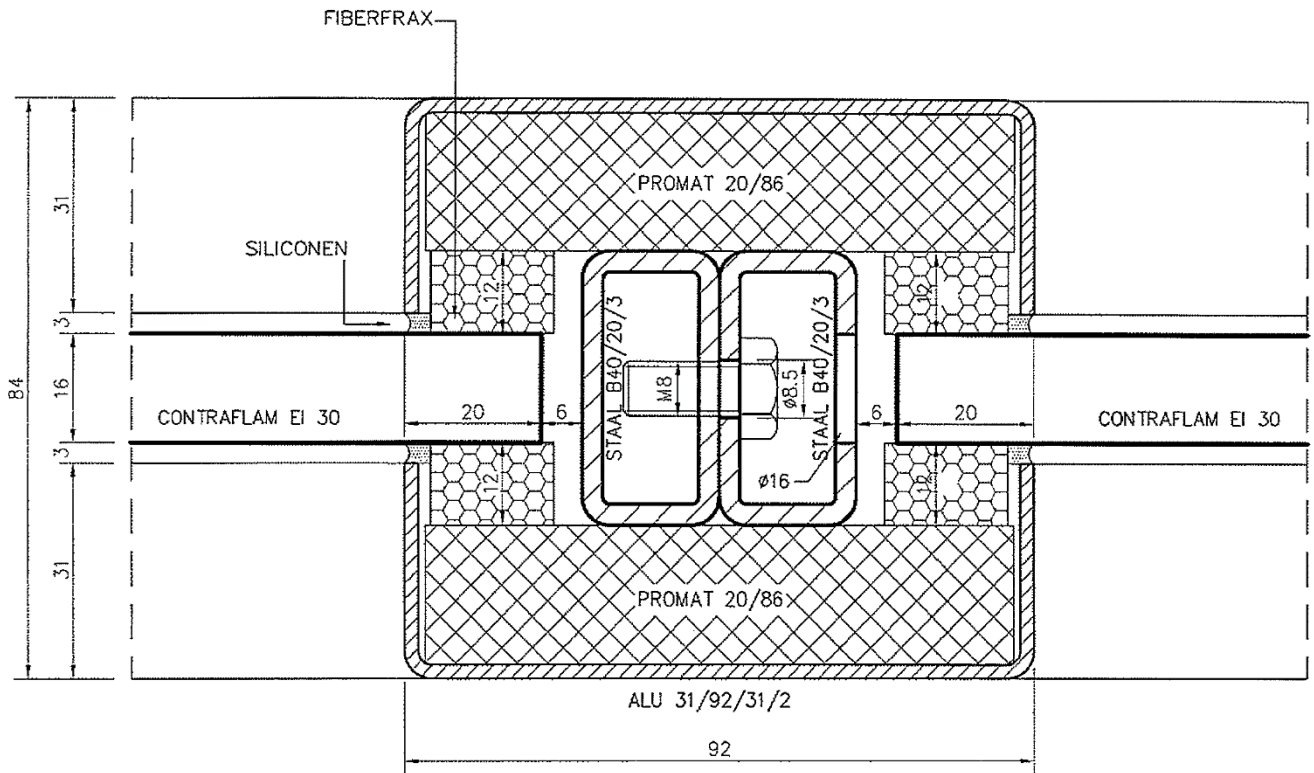 FIBERFRAX
PROMAT 20/86
SILICONEN
84
31
3
16
3
31
12
12
STAAL B40/20/3
STAAL B40/20/3
M8
ø8.5
CONTRAFLAM EI 30
20
6
6
20
CONTRAFLAM EI 30
12
12
ø16
PROMAT 20/86
ALU 31/92/31/2
92